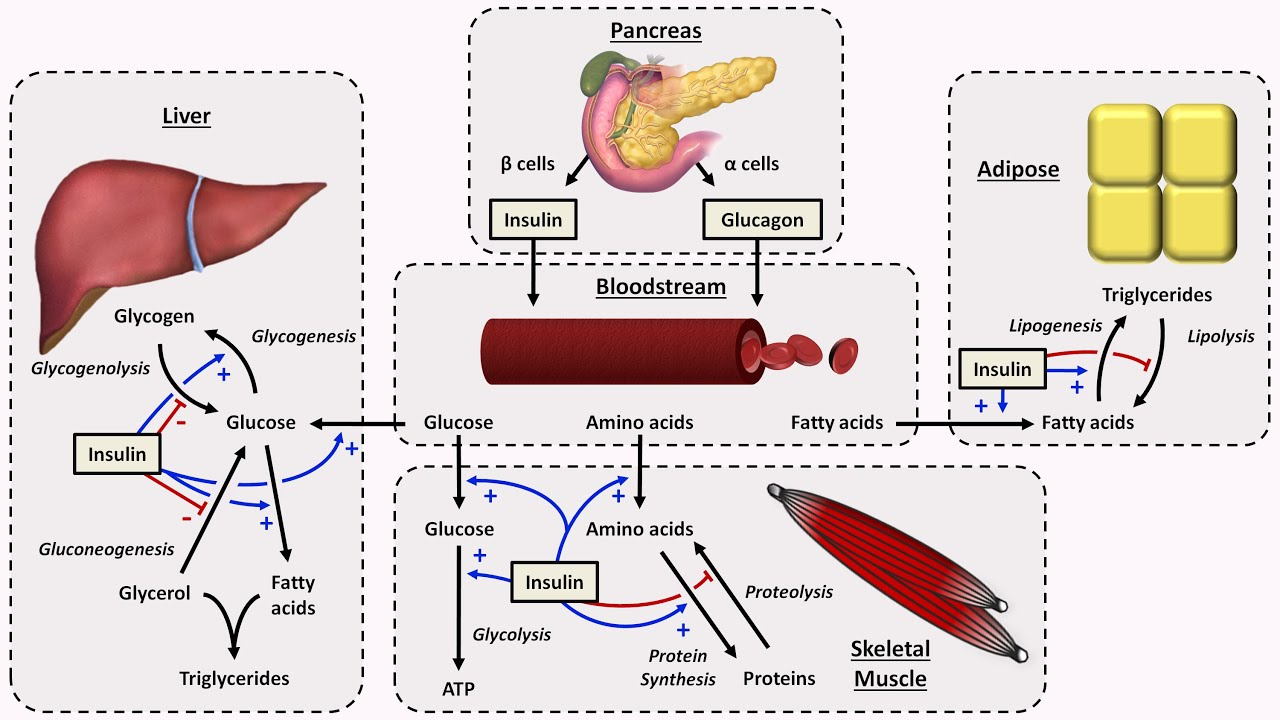 Pancreas
β cells
α cells
Insulin
Glucagon
Liver
Glycogen
Glycogenesis
Glycogenolysis
+
-
Glucose
Insulin
+
-
+
Gluconeogenesis
Glycerol
Fatty
acids
Triglycerides
Bloodstream
Glucose
Amino acids
Fatty acids
Adipose
Triglycerides
Lipogenesis
Lipolysis
Insulin
+
+
Fatty acids
+
+
Glucose
Amino acids
+
Insulin
Proteolysis
Glycolysis
+
Protein
Synthesis
Proteins
ATP
Skeletal
Muscle